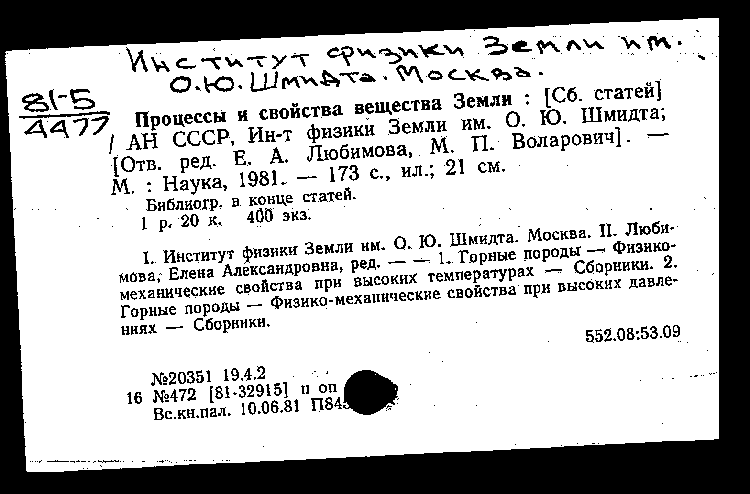 Институт физики Земли им.
О.Ю. Шмидта. Москва.
81-5
4477
Процессы и свойства вещества Земли : [Сб. статей]
/ АН СССР, Ин-т физики Земли им. О. Ю. Шмидта;
[Отв. ред. Е. А. Любимова, М. П. Воларович]. —
М. : Наука, 1981. — 173 с., ил.; 21 см.
Библиогр. в конце статей.
1 р. 20 к. 400 экз.
I. Институт физики Земли им. О. Ю. Шмидта. Москва. II. Люби-
мова, Елена Александровна, ред. — — 1. Горные породы — Физико-
механические свойства при высоких температурах — Сборники. 2.
Горные породы — Физико-механические свойства при высоких давле-
ниях — Сборники.
552.08:53.09
№20351 19.4.2
16 №472 [81-32915] п оп
Вс.кн.пал. 10.06.81